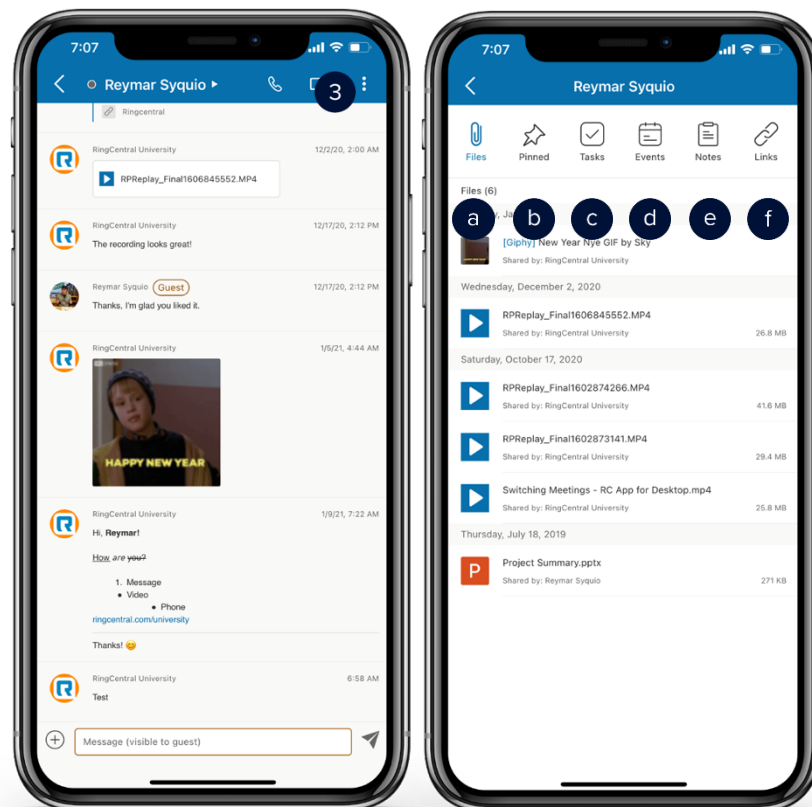 7:07
Reymar Syquio
3
Ringcentral
RingCentral University 12/2/20, 2:00 AM
RPReplay_Final1606845552.MP4
RingCentral University 12/17/20, 2:12 PM
The recording looks great!
Reymar Syquio Guest 12/17/20, 2:12 PM
Thanks, I'm glad you liked it.
RingCentral University 1/5/21, 4:44 AM
HAPPY NEW YEAR
RingCentral University 1/9/21, 7:22 AM
Hi, Reymar!
How are you?
1. Message
• Video
• Phone
ringcentral.com/university
Thanks! 😊
RingCentral University 6:58 AM
Test
Message (visible to guest)
7:07
Reymar Syquio
Files Pinned Tasks Events Notes Links
Files (6)
a b c d e f
[Giphy] New Year Nye GIF by Sky
Shared by: RingCentral University
HAPPY NEW YEAR
Wednesday, December 2, 2020
RPReplay_Final1606845552.MP4
Shared by: RingCentral University 26.8 MB
Saturday, October 17, 2020
RPReplay_Final1602874266.MP4
Shared by: RingCentral University 41.6 MB
RPReplay_Final1602873141.MP4
Shared by: RingCentral University 29.4 MB
Switching Meetings - RC App for Desktop.mp4
Shared by: RingCentral University 25.8 MB
Thursday, July 18, 2019
P
Project Summary.pptx
Shared by: Reymar Syquio 271 KB